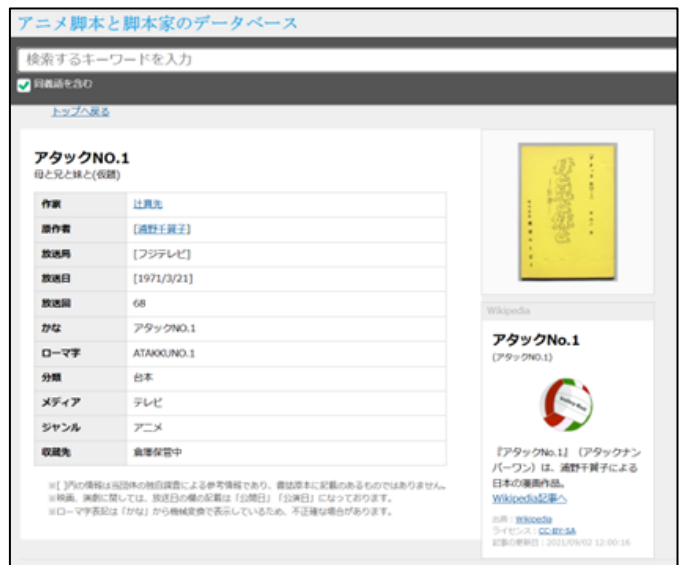 アニメ脚本と脚本家のデータベース
検索するキーワードを入力
同義語を含む
トップへ戻る
アタックNO.1
母と兄と妹と(仮題)
作家 辻真先
原作者 [浦野千賀子]
放送局 [フジテレビ]
放送日 [1971/3/21]
放送回 68
かな アタックNO.1
ローマ字 ATAKKUNO.1
分類 台本
メディア テレビ
ジャンル アニメ
収蔵先 倉庫保管中
※[ ]内の情報は当団体の独自調査による参考情報であり、書誌原本に記載のあるものではありません。
※映画、演劇に関しては、放送日の欄の記載は「公開日」「公演日」になっております。
※ローマ字表記は「かな」から機械変換で表示しているため、不正確な場合があります。
Wikipedia
アタックNo.1
(アタックNO.1)
『アタックNo.1』（アタックナン
バーワン）は、浦野千賀子による
日本の漫画作品。
Wikipedia記事へ
出典：Wikipedia
ライセンス：CC-BY-SA
記事の更新日：2021/09/02 12:00:16